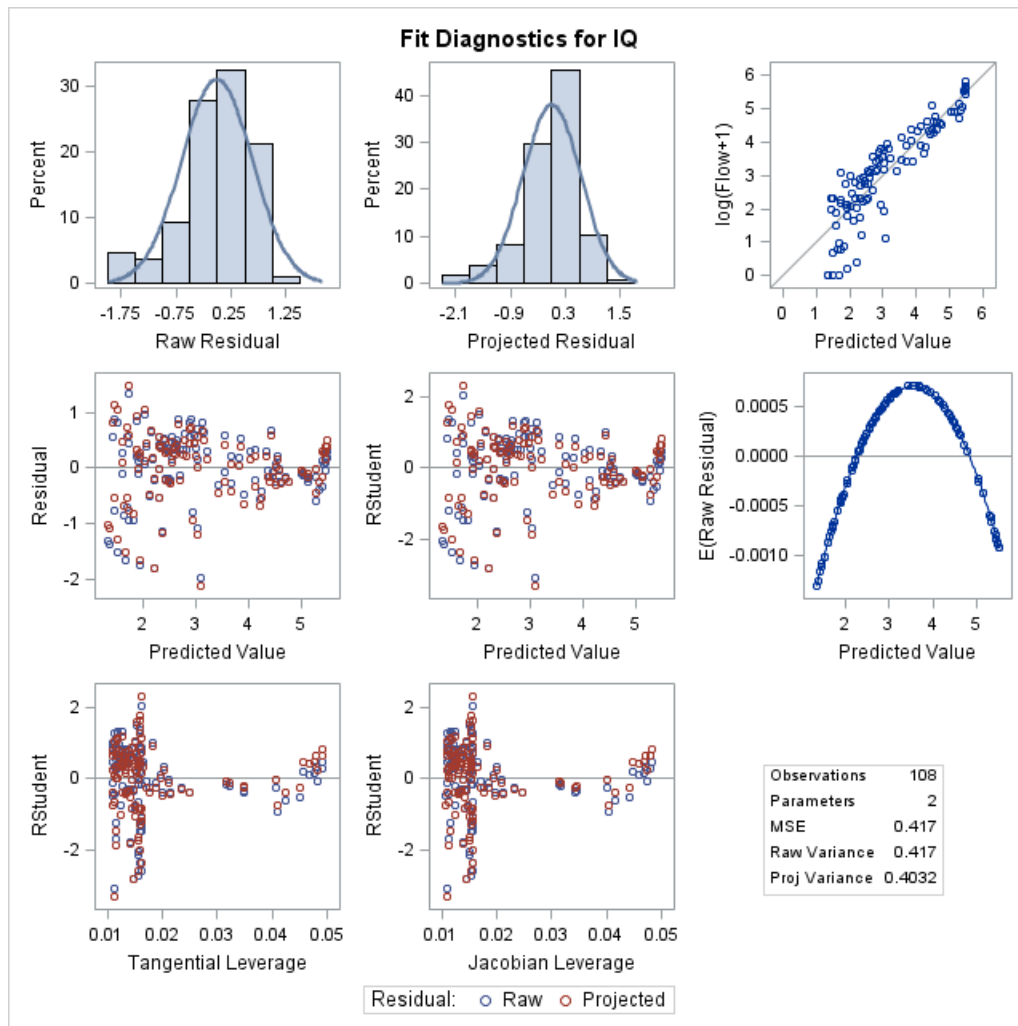 Fit Diagnostics for IQ
30
20
10
0
Percent
-1.75 -0.75 0.25 1.25
Raw Residual
40
30
20
10
0
Percent
-2.1 -0.9 0.3 1.5
Projected Residual
6
5
4
3
2
1
0
log(Flow+1)
0 1 2 3 4 5 6
Predicted Value
1
0
-1
-2
Residual
2 3 4 5
Predicted Value
2
0
-2
RStudent
2 3 4 5
Predicted Value
0.0005
0.0000
-0.0005
-0.0010
E(Raw Residual)
2 3 4 5
Predicted Value
2
0
-2
RStudent
0.01 0.02 0.03 0.04 0.05
Tangential Leverage
2
0
-2
RStudent
0.01 0.02 0.03 0.04 0.05
Jacobian Leverage
Observations 108
Parameters 2
MSE 0.417
Raw Variance 0.417
Proj Variance 0.4032
Residual: Raw Projected